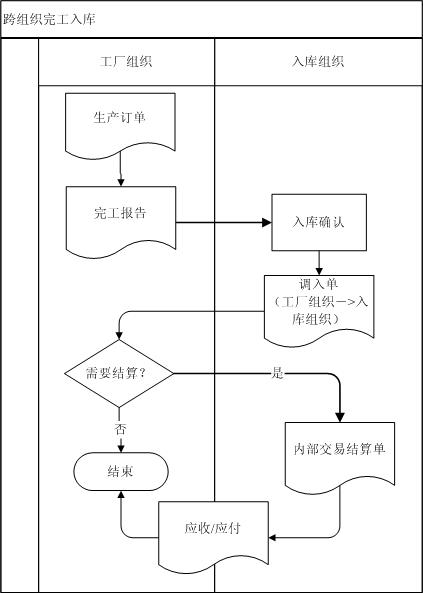 跨组织完工入库
工厂组织
入库组织
生产订单
完工报告
入库确认
调入单
（工厂组织－>入
库组织）
需要结算？
是
否
内部交易结算单
结束
应收/应付